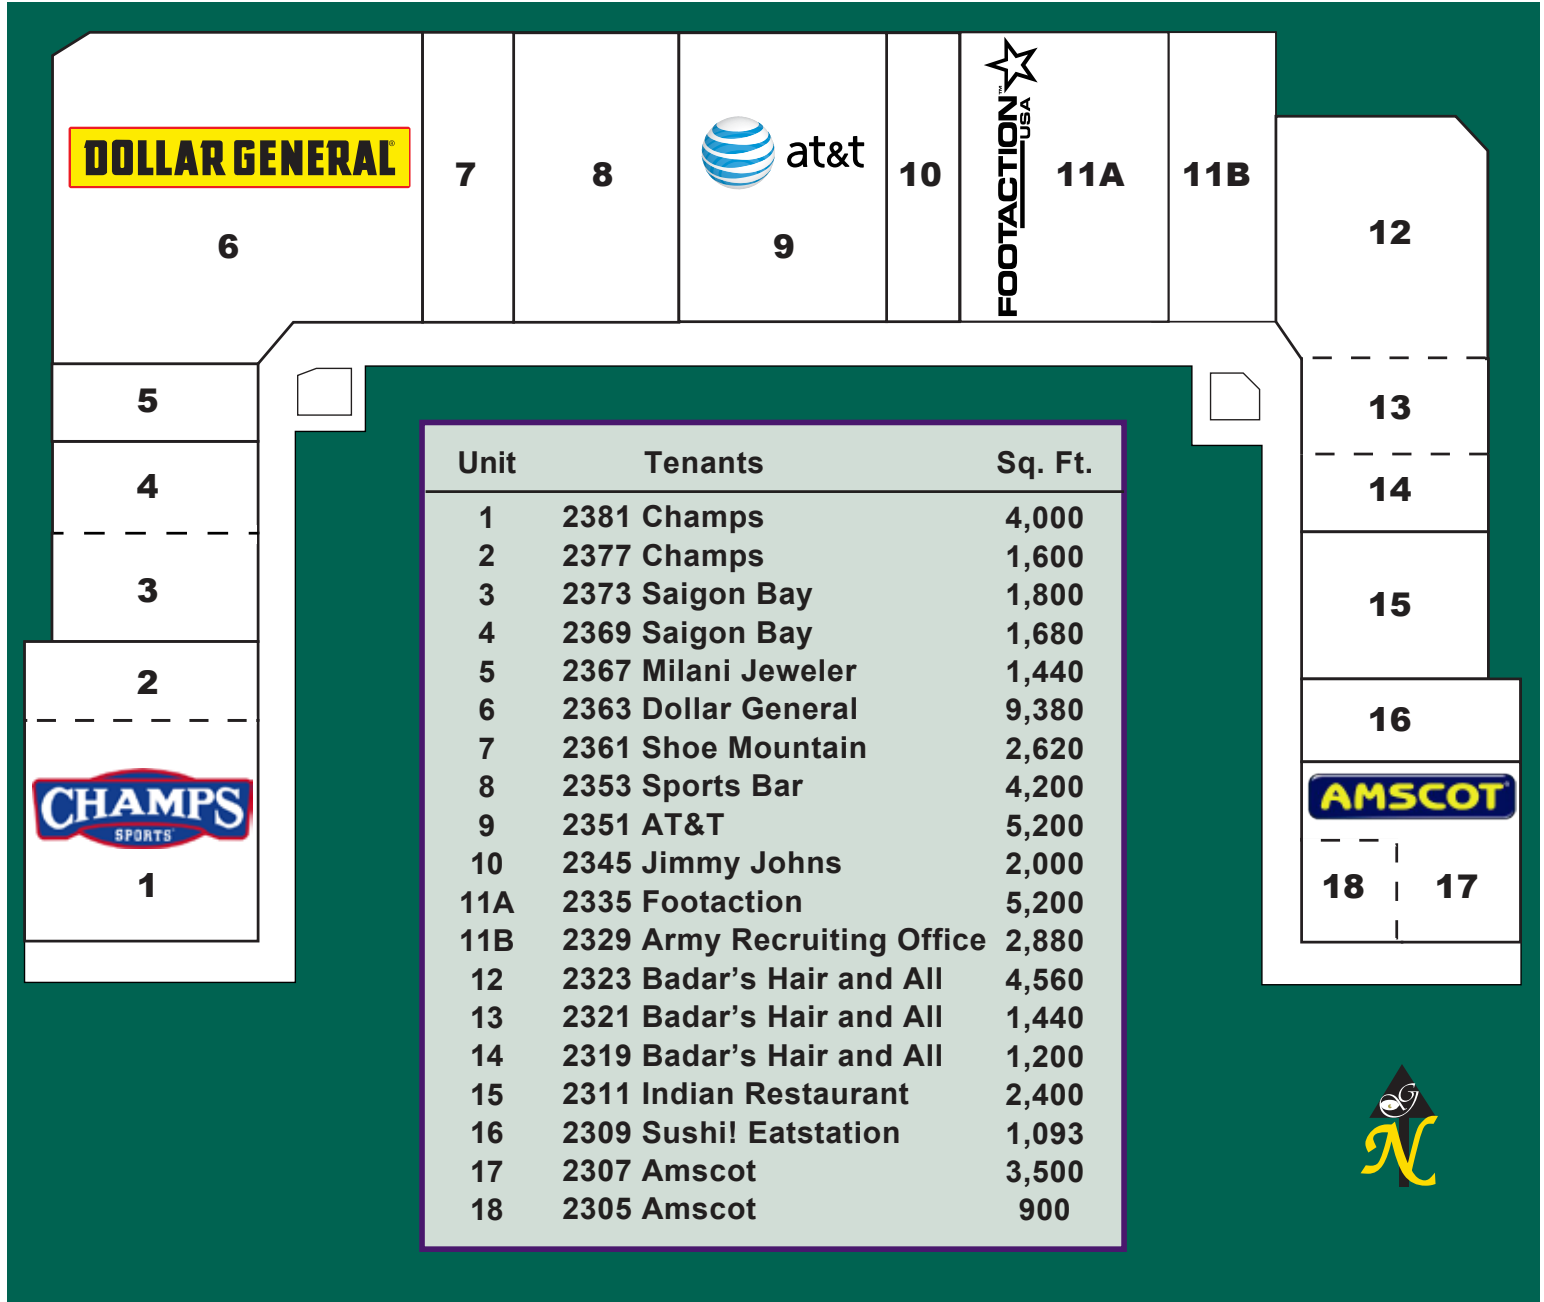 DOLLAR GENERAL®
6
7
8
at&t
9
10
FOOTACTION™
USA
11A
11B
12
5
4
3
2
CHAMPS
SPORTS
1
13
14
15
16
AMSCOT
18
17
Unit Tenants Sq. Ft.
1 2381 Champs 4,000
2 2377 Champs 1,600
3 2373 Saigon Bay 1,800
4 2369 Saigon Bay 1,680
5 2367 Milani Jeweler 1,440
6 2363 Dollar General 9,380
7 2361 Shoe Mountain 2,620
8 2353 Sports Bar 4,200
9 2351 AT&T 5,200
10 2345 Jimmy Johns 2,000
11A 2335 Footaction 5,200
11B 2329 Army Recruiting Office 2,880
12 2323 Badar’s Hair and All 4,560
13 2321 Badar’s Hair and All 1,440
14 2319 Badar’s Hair and All 1,200
15 2311 Indian Restaurant 2,400
16 2309 Sushi! Eatstation 1,093
17 2307 Amscot 3,500
18 2305 Amscot 900
N